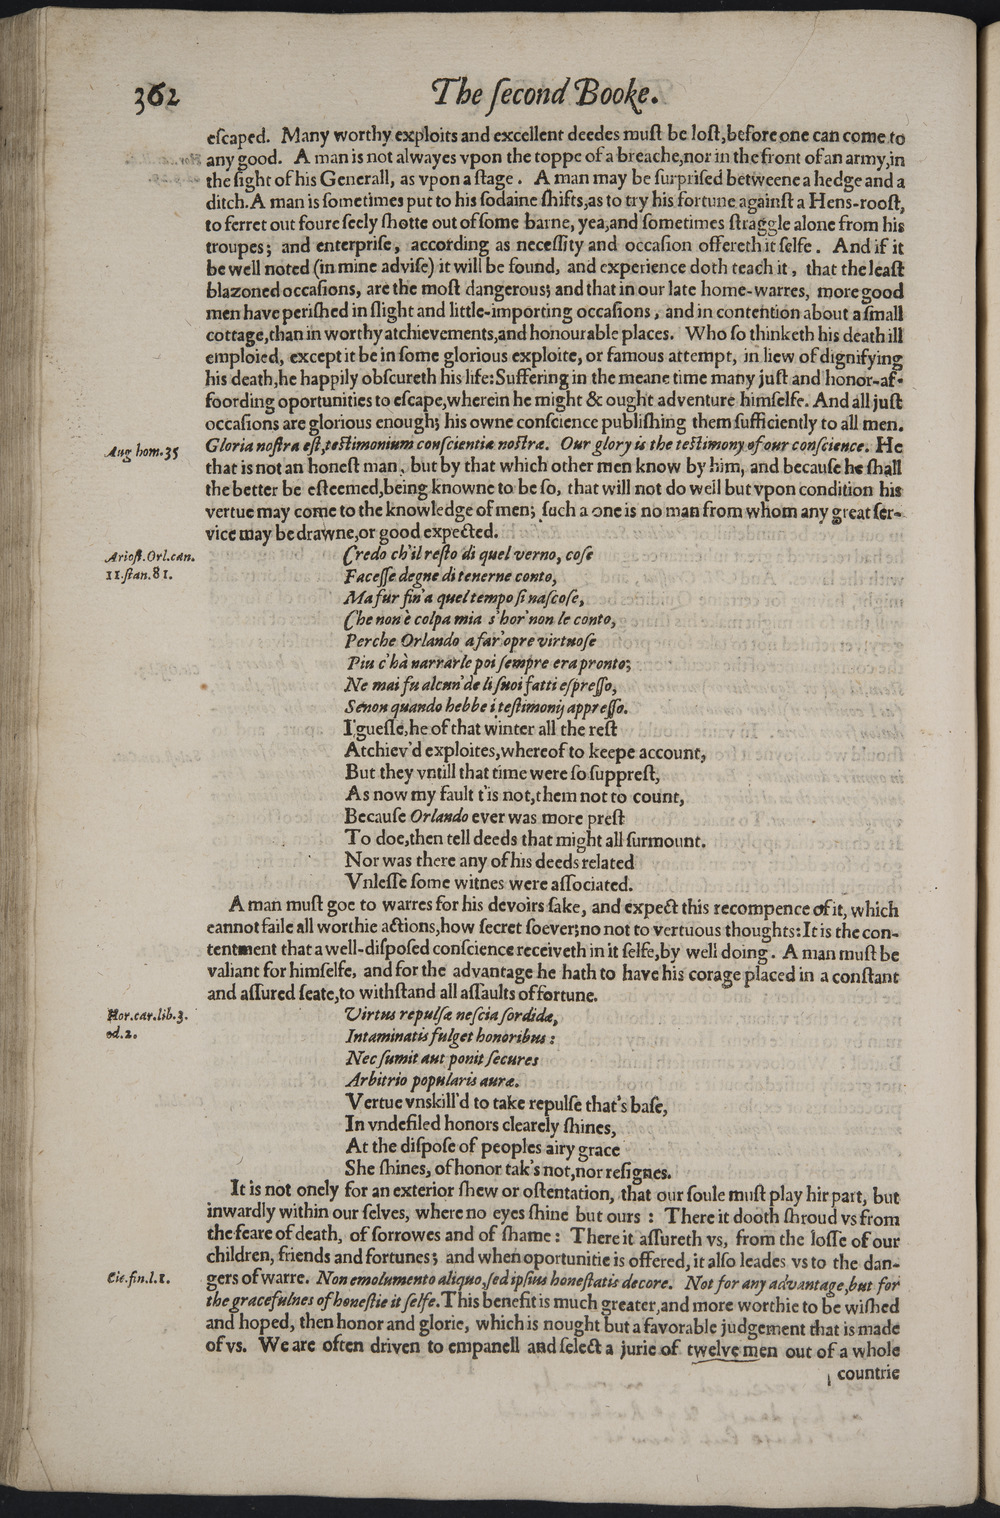 362
The ſecond Booke.
eſcaped. Many worthy exploits and excellent deedes muſt be loſt, before one can come to
any good. A man is not alwayes vpon the toppe of a breache, nor in the front of an army, in
the ſight of his Generall, as vpon a ſtage. A man may be ſurpriſed betweene a hedge and a
ditch. A man is ſometimes put to his ſodaine ſhifts, as to try his fortune againſt a Hens-rooſt,
to ferret out foure ſeely ſhotte out of ſome barne, yea, and ſometimes ſtraggle alone from his
troupes; and enterpriſe, according as neceſſity and occaſion offereth it ſelfe. And if it
be well noted (in mine adviſe) it will be found, and experience doth teach it, that the leaſt
blazoned occaſions, are the moſt dangerous; and that in our late home-warres, more good
men have periſhed in ſlight and little-importing occaſions, and in contention about a ſmall
cottage, than in worthy atchievements, and honourable places. Who ſo thinketh his death ill
emploied, except it be in ſome glorious exploite, or famous attempt, in liew of dignifying
his death, he happily obſcureth his life: Suffering in the meane time many juſt and honor-af-
foording oportunities to eſcape, wherein he might & ought adventure himſelfe. And all juſt
occaſions are glorious enough; his owne conſcience publiſhing them ſufficiently to all men.
Aug hom. 35
Gloria noſtra eſt, teſtimonium conſcientiæ noſtræ. Our glory is the teſtimony of our conſcience. He
that is not an honeſt man, but by that which other men know by him, and becauſe he ſhall
the better be eſteemed, being knowne to be ſo, that will not do well but vpon condition his
vertue may come to the knowledge of men; ſuch a one is no man from whom any great ſer-
vice may be drawne, or good expected.
Arioſt. Orl. can.
11. ſtan. 81.
Credo ch'il reſto di quel verno, coſe
Faceſſe degne di tenerne conto,
Ma fur fin'a quel tempo ſi naſcoſe,
Che non è colpa mia s'hor' non le conto,
Perche Orlando a far' opre virtuoſe
Piu c'hà narrarle poi ſempre era pronto;
Ne mai fu alcun' de li ſuoi fatti eſpreſſo,
Senon quando hebbe i teſtimonij appreſſo.
I gueſſe, he of that winter all the reſt
Atchiev'd exploites, whereof to keepe account,
But they vntill that time were ſo ſuppreſt,
As now my fault t'is not, them not to count,
Becauſe Orlando ever was more preſt
To doe, then tell deeds that might all ſurmount.
Nor was there any of his deeds related
Vnleſſe ſome witnes were aſſociated.
A man muſt goe to warres for his devoirs ſake, and expect this recompence of it, which
cannot faile all worthie actions, how ſecret ſoever; no not to vertuous thoughts: It is the con-
tentment that a well-diſpoſed conſcience receiveth in it ſelfe, by well doing. A man muſt be
valiant for himſelfe, and for the advantage he hath to have his corage placed in a conſtant
and aſſured ſeate, to withſtand all aſſaults of fortune.
Hor. car. lib. 3.
od. 2.
Virtus repulſæ neſcia ſordidæ,
Intaminatis fulget honoribus:
Nec ſumit aut ponit ſecures
Arbitrio popularis auræ.
Vertue vnskill'd to take repulſe that's baſe,
In vndefiled honors clearely ſhines,
At the diſpoſe of peoples airy grace
She ſhines, of honor tak's not, nor reſignes.
It is not onely for an exterior ſhew or oſtentation, that our ſoule muſt play hir part, but
inwardly within our ſelves, where no eyes ſhine but ours: There it dooth ſhroud vs from
the feare of death, of ſorrowes and of ſhame: There it aſſureth vs, from the loſſe of our
children, friends and fortunes; and when oportunitie is offered, it alſo leades vs to the dan-
Cic. fin. l. 1.
gers of warre. Non emolumento aliquo, ſed ipſius honeſtatis decore. Not for any advantage, but for
the gracefulnes of honeſtie it ſelfe. This benefit is much greater, and more worthie to be wiſhed
and hoped, then honor and glorie, which is nought but a favorable judgement that is made
of vs. We are often driven to empanell and ſelect a jurie of twelve men out of a whole
countrie